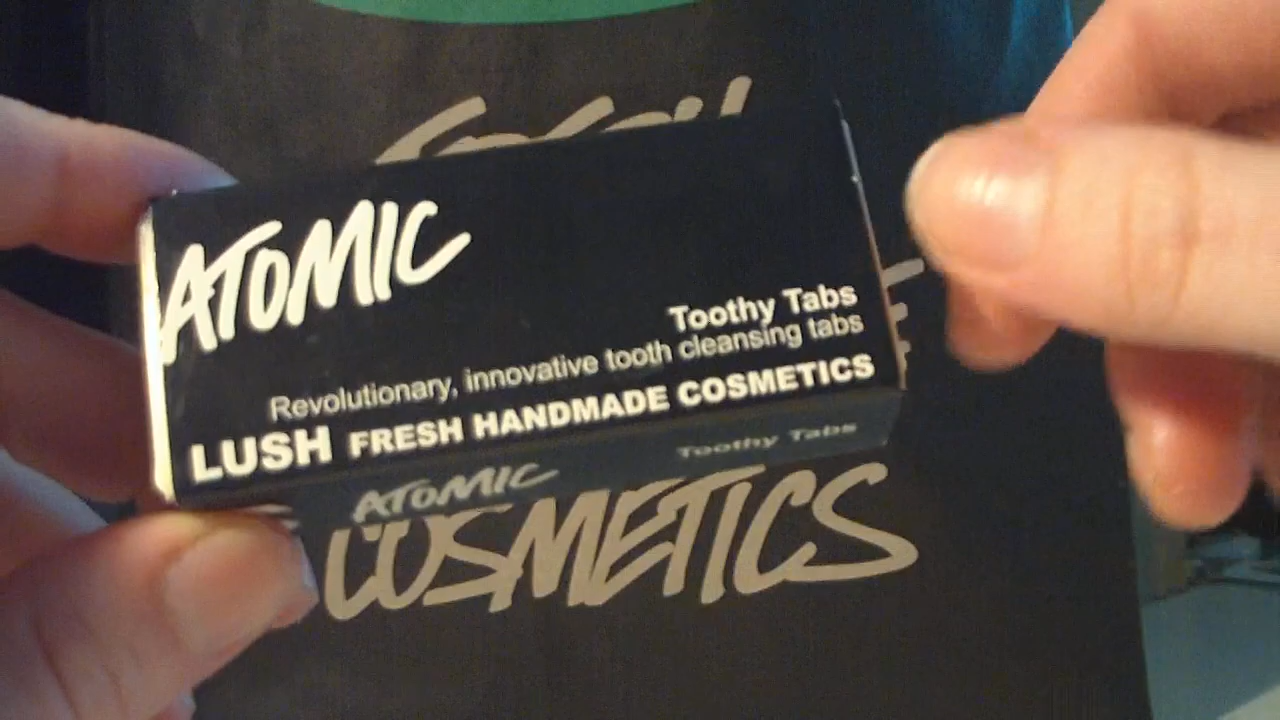 ATOMIC
Toothy Tabs
Revolutionary, innovative tooth cleansing tabs
LUSH FRESH HANDMADE COSMETICS
ATOMIC Toothy Tabs
COSMETICS